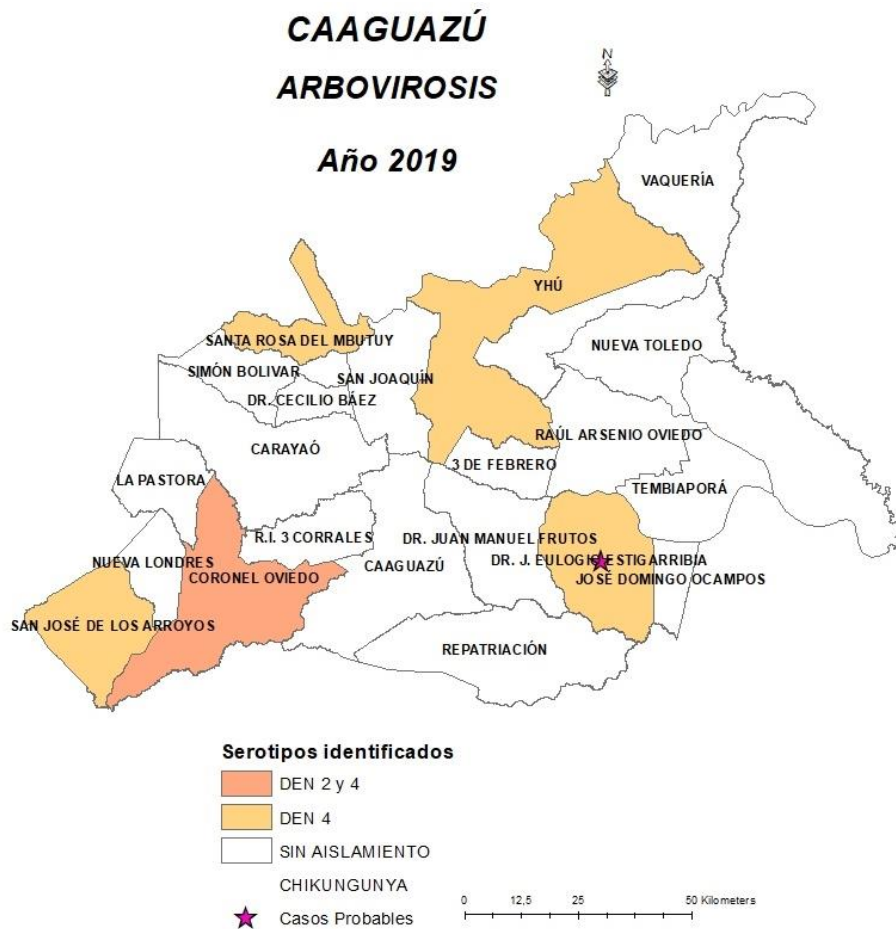 CAAGUAZÚ
ARBOVIROSIS
Año 2019
N
VAQUERÍA
YHÚ
SANTA ROSA DEL MBUTUY
NUEVA TOLEDO
SIMÓN BOLIVAR
SAN JOAQUÍN
DR. CECILIO BÁEZ
RAÚL ARSENIO OVIEDO
CARAYAÓ
3 DE FEBRERO
LA PASTORA
TEMBIAPORÁ
R.I. 3 CORRALES
DR. JUAN MANUEL FRUTOS
NUEVA LONDRES
CAAGUAZÚ
DR. J. EULOGIO ESTIGARRIBIA
CORONEL OVIEDO
JOSÉ DOMINGO OCAMPOS
SAN JOSÉ DE LOS ARROYOS
REPATRIACIÓN
Serotipos identificados
DEN 2 y 4
DEN 4
SIN AISLAMIENTO
CHIKUNGUNYA
Casos Probables
0 12,5 25 50 Kilometers